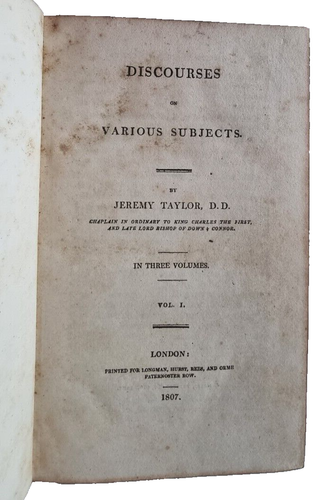 DISCOURSES
ON
VARIOUS SUBJECTS.
BY
JEREMY TAYLOR, D. D.
CHAPLAIN IN ORDINARY TO KING CHARLES THE FIRST,
AND LATE LORD BISHOP OF DOWN & CONNOR.
IN THREE VOLUMES.
VOL. I.
LONDON:
PRINTED FOR LONGMAN, HURST, REES, AND ORME
PATERNOSTER ROW.
1807.